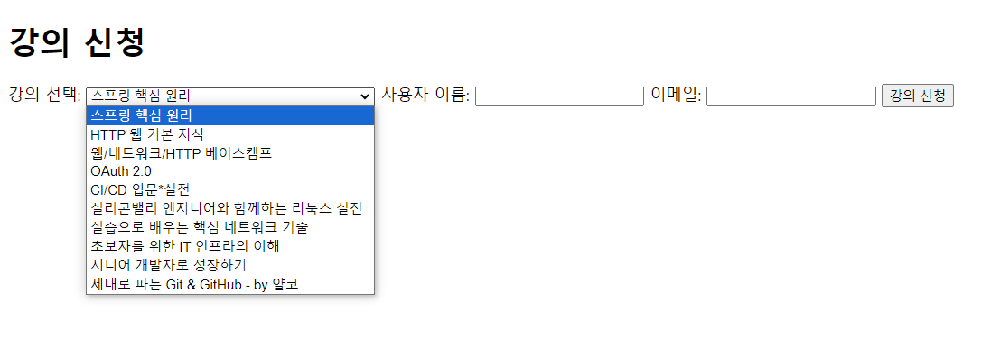 강의 신청
강의 선택: 스프링 핵심 원리 사용자 이름: 이메일: 강의 신청
스프링 핵심 원리
HTTP 웹 기본 지식
웹/네트워크/HTTP 베이스캠프
OAuth 2.0
CI/CD 입문*실전
실리콘밸리 엔지니어와 함께하는 리눅스 실전
실습으로 배우는 핵심 네트워크 기술
초보자를 위한 IT 인프라의 이해
시니어 개발자로 성장하기
제대로 파는 Git & GitHub - by 얄코